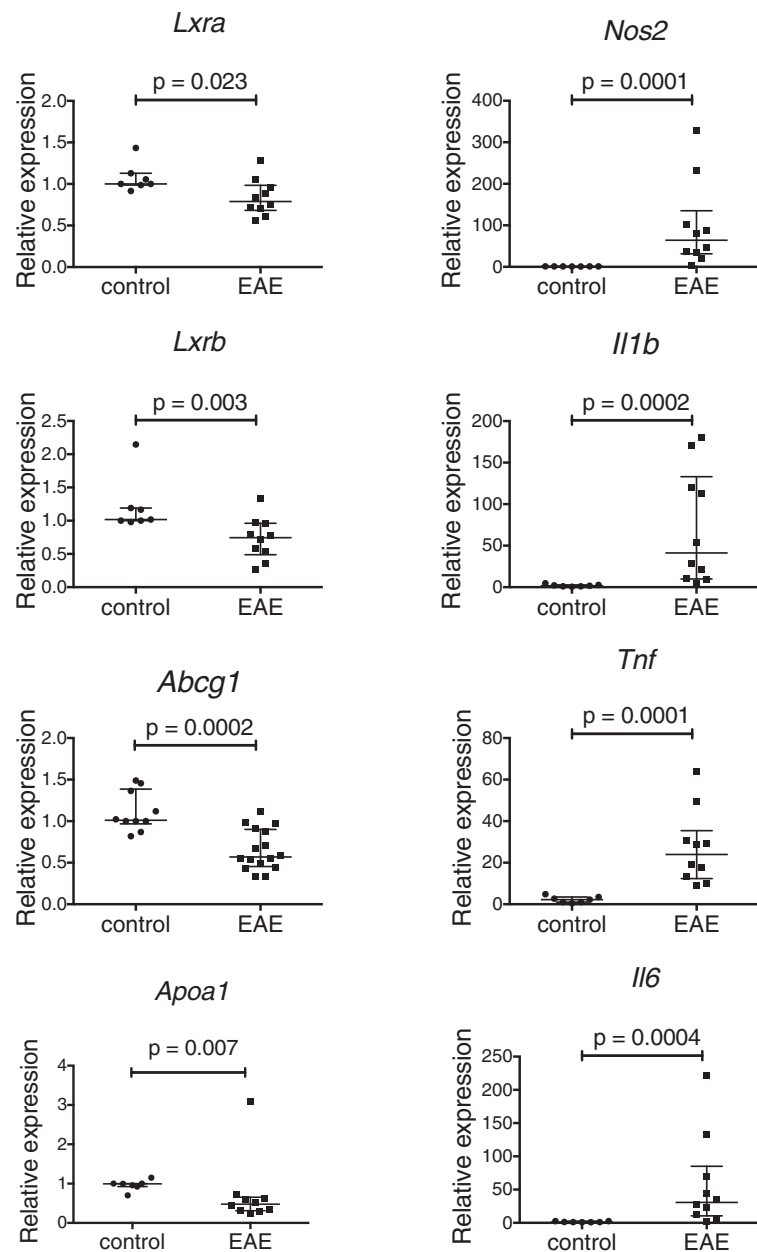 Lxra
p = 0.023
Relative expression
2.0
1.5
1.0
0.5
0.0
control EAE
Nos2
p = 0.0001
Relative expression
400
300
200
100
0
control EAE
Lxrb
p = 0.003
Relative expression
2.5
2.0
1.5
1.0
0.5
0.0
control EAE
Il1b
p = 0.0002
Relative expression
200
150
100
50
0
control EAE
Abcg1
p = 0.0002
Relative expression
2.0
1.5
1.0
0.5
0.0
control EAE
Tnf
p = 0.0001
Relative expression
80
60
40
20
0
control EAE
Apoa1
p = 0.007
Relative expression
4
3
2
1
0
control EAE
Il6
p = 0.0004
Relative expression
250
200
150
100
50
0
control EAE